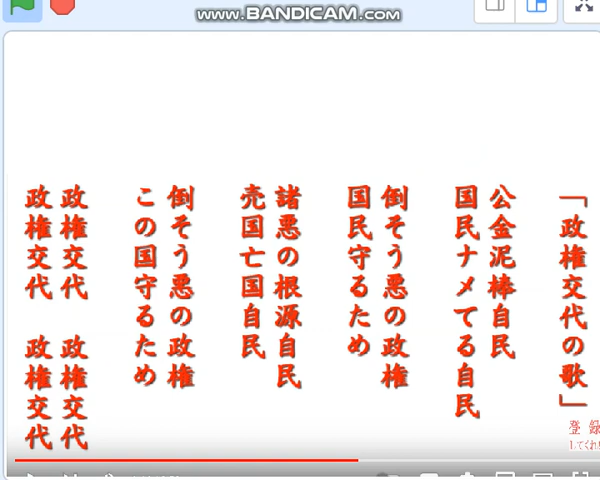 www.BANDICAM.com
「政権交代の歌」
公金泥棒自民
国民ナメてる自民
倒そう悪の政権
国民守るため
諸悪の根源自民
売国亡国自民
倒そう悪の政権
この国守るため
政権交代 政権交代
政権交代 政権交代
登録
してくれ